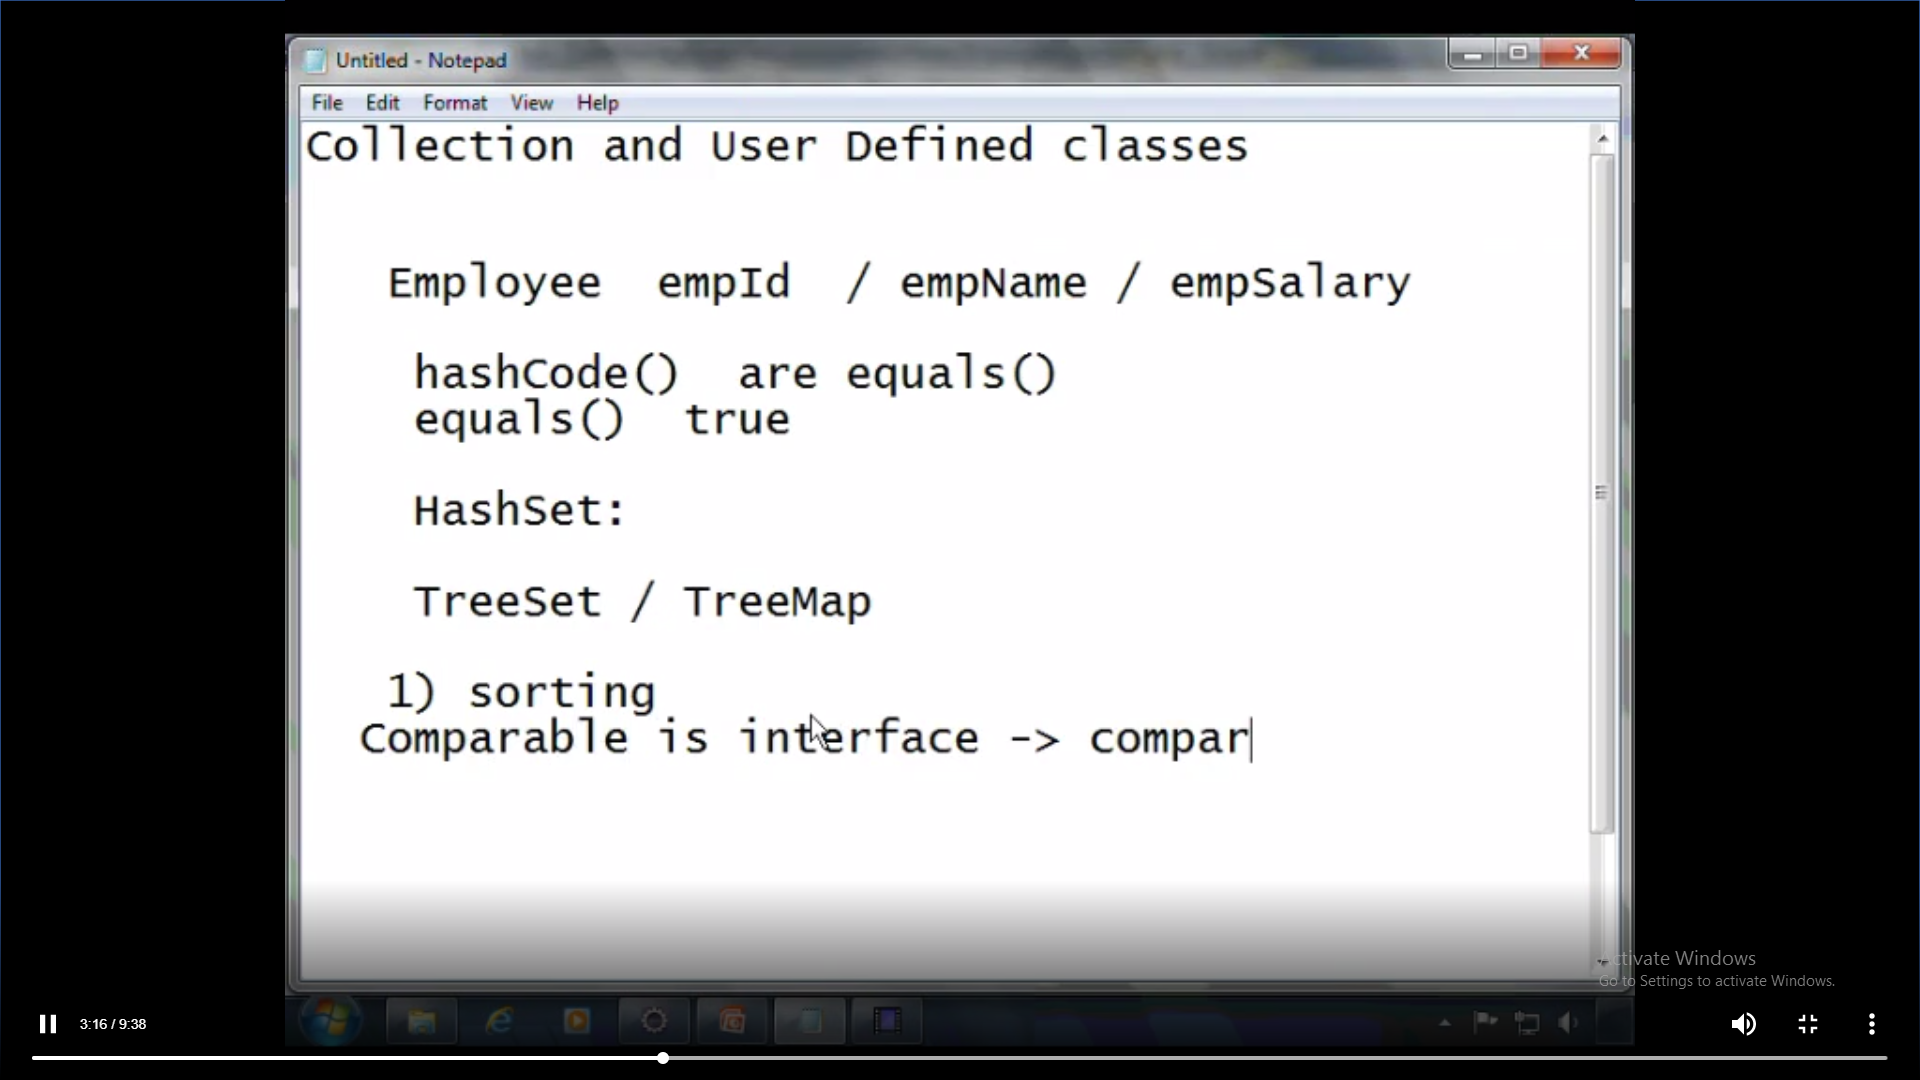 Untitled - Notepad
File Edit Format View Help
Collection and User Defined classes
Employee empId / empName / empSalary
hashCode() are equals()
equals() true
HashSet:
TreeSet / TreeMap
1) sorting
Comparable is interface -> compar
Activate Windows
Go to Settings to activate Windows.
3:16 / 9:38